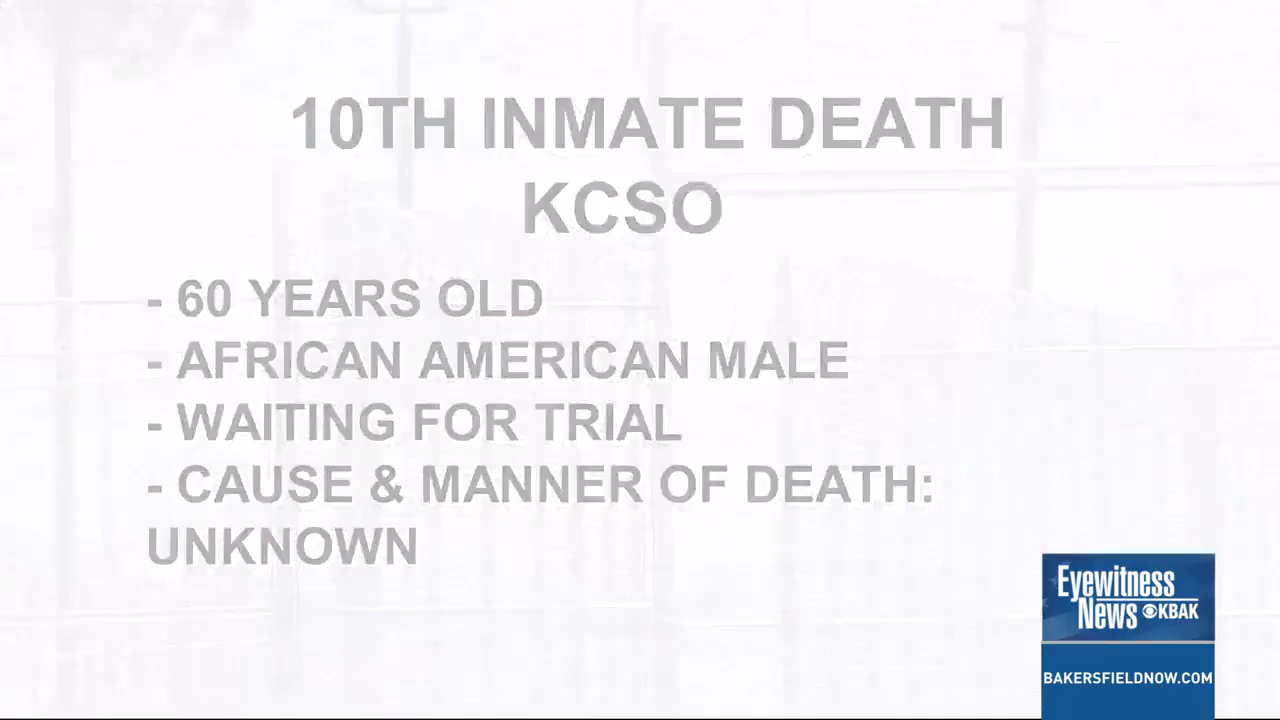 10TH INMATE DEATH
KCSO
- 60 YEARS OLD
- AFRICAN AMERICAN MALE
- WAITING FOR TRIAL
- CAUSE & MANNER OF DEATH:
UNKNOWN
Eyewitness
News KBAK
BAKERSFIELDNOW.COM